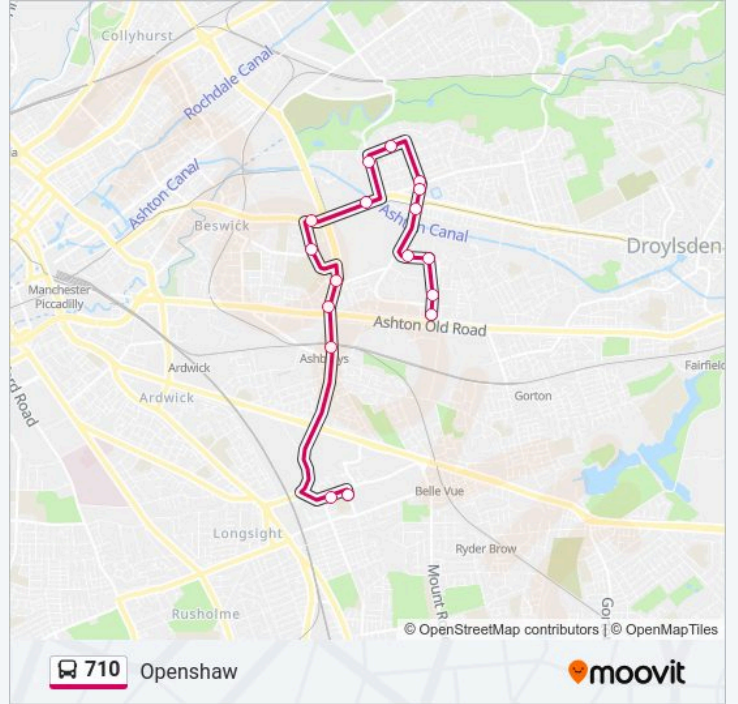 Collyhurst
Rochdale Canal
Ashton Canal
Beswick
Ashton Canal
Droylsden
Manchester
Piccadilly
Ashton Old Road
Ardwick
Fairfield
Ardwick
Gorton
Belle Vue
Longsight
Ryder Brow
Rusholme
© OpenStreetMap contributors | © OpenMapTiles
710 Openshaw
moovit